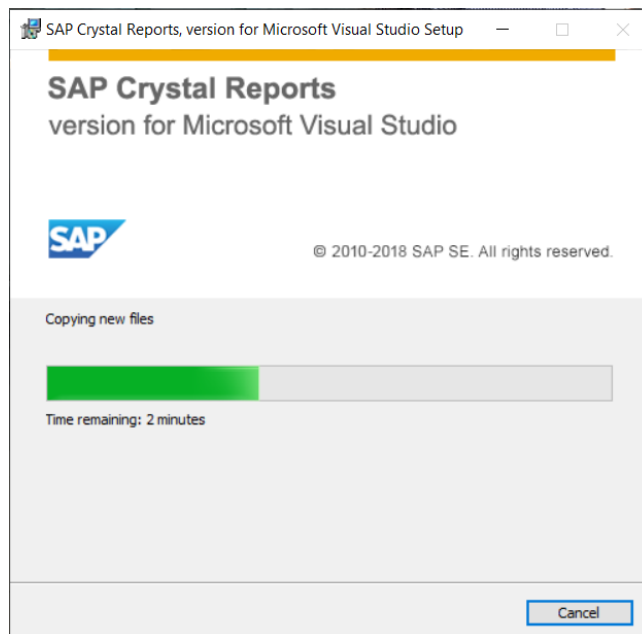 SAP Crystal Reports, version for Microsoft Visual Studio Setup
SAP Crystal Reports
version for Microsoft Visual Studio
SAP
© 2010-2018 SAP SE. All rights reserved.
Copying new files
Time remaining: 2 minutes
Cancel